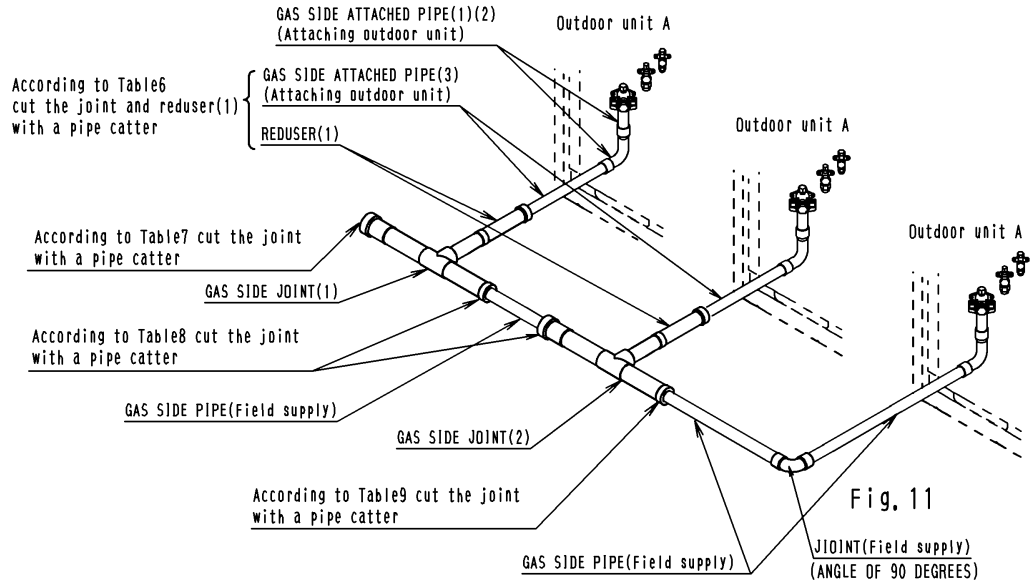 GAS SIDE ATTACHED PIPE(1)(2)
(Attaching outdoor unit)
Outdoor unit A
According to Table6
cut the joint and reduser(1)
with a pipe catter
GAS SIDE ATTACHED PIPE(3)
(Attaching outdoor unit)
REDUSER(1)
Outdoor unit A
Outdoor unit A
According to Table7 cut the joint
with a pipe catter
GAS SIDE JOINT(1)
According to Table8 cut the joint
with a pipe catter
GAS SIDE PIPE(Field supply)
GAS SIDE JOINT(2)
According to Table9 cut the joint
with a pipe catter
Fig. 11
GAS SIDE PIPE(Field supply)
JIOINT(Field supply)
(ANGLE OF 90 DEGREES)